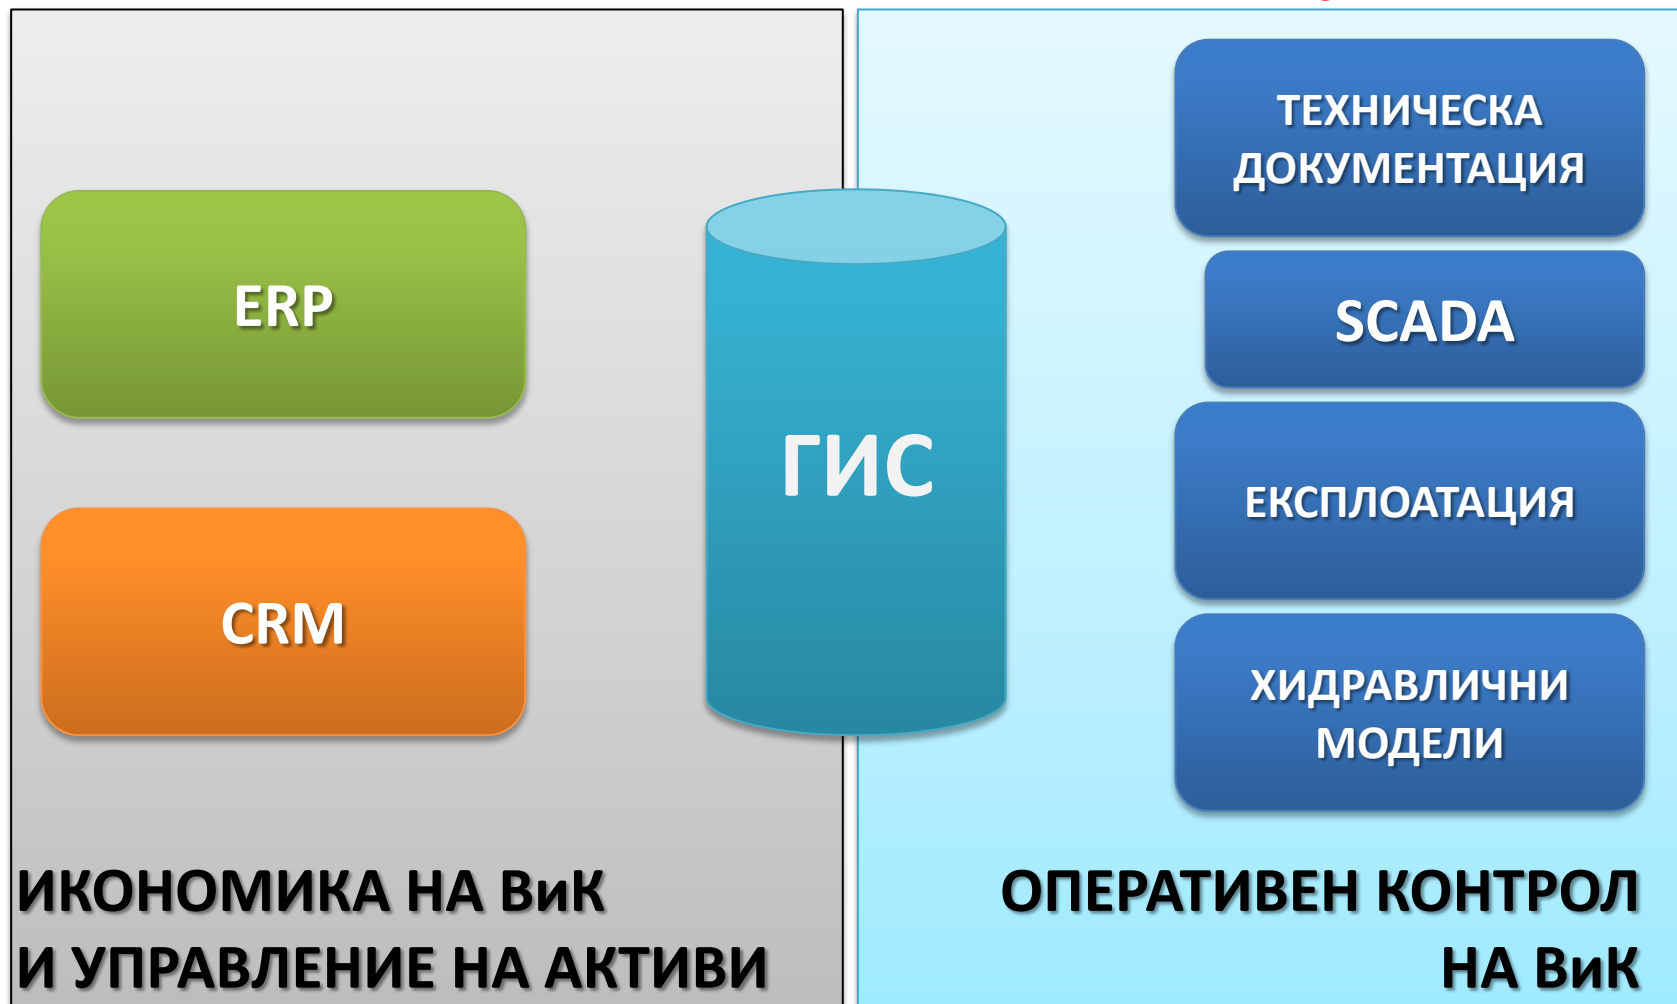 ERP
CRM
ИКОНОМИКА НА ВиК
И УПРАВЛЕНИЕ НА АКТИВИ
ГИС
ТЕХНИЧЕСКА
ДОКУМЕНТАЦИЯ
SCADA
ЕКСПЛОАТАЦИЯ
ХИДРАВЛИЧНИ
МОДЕЛИ
ОПЕРАТИВЕН КОНТРОЛ
НА ВиК